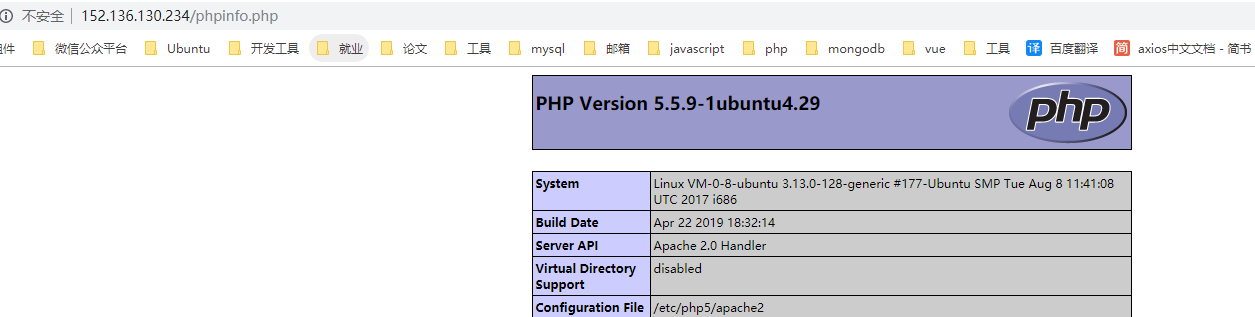 不安全 | 152.136.130.234/phpinfo.php
微信公众平台 Ubuntu 开发工具 就业 论文 工具 mysql 邮箱 javascript php mongodb vue 工具 译 百度翻译 简 axios中文文档 - 简书
PHP Version 5.5.9-1ubuntu4.29
php
System Linux VM-0-8-ubuntu 3.13.0-128-generic #177-Ubuntu SMP Tue Aug 8 11:41:08
UTC 2017 i686
Build Date Apr 22 2019 18:32:14
Server API Apache 2.0 Handler
Virtual Directory disabled
Support
Configuration File /etc/php5/apache2